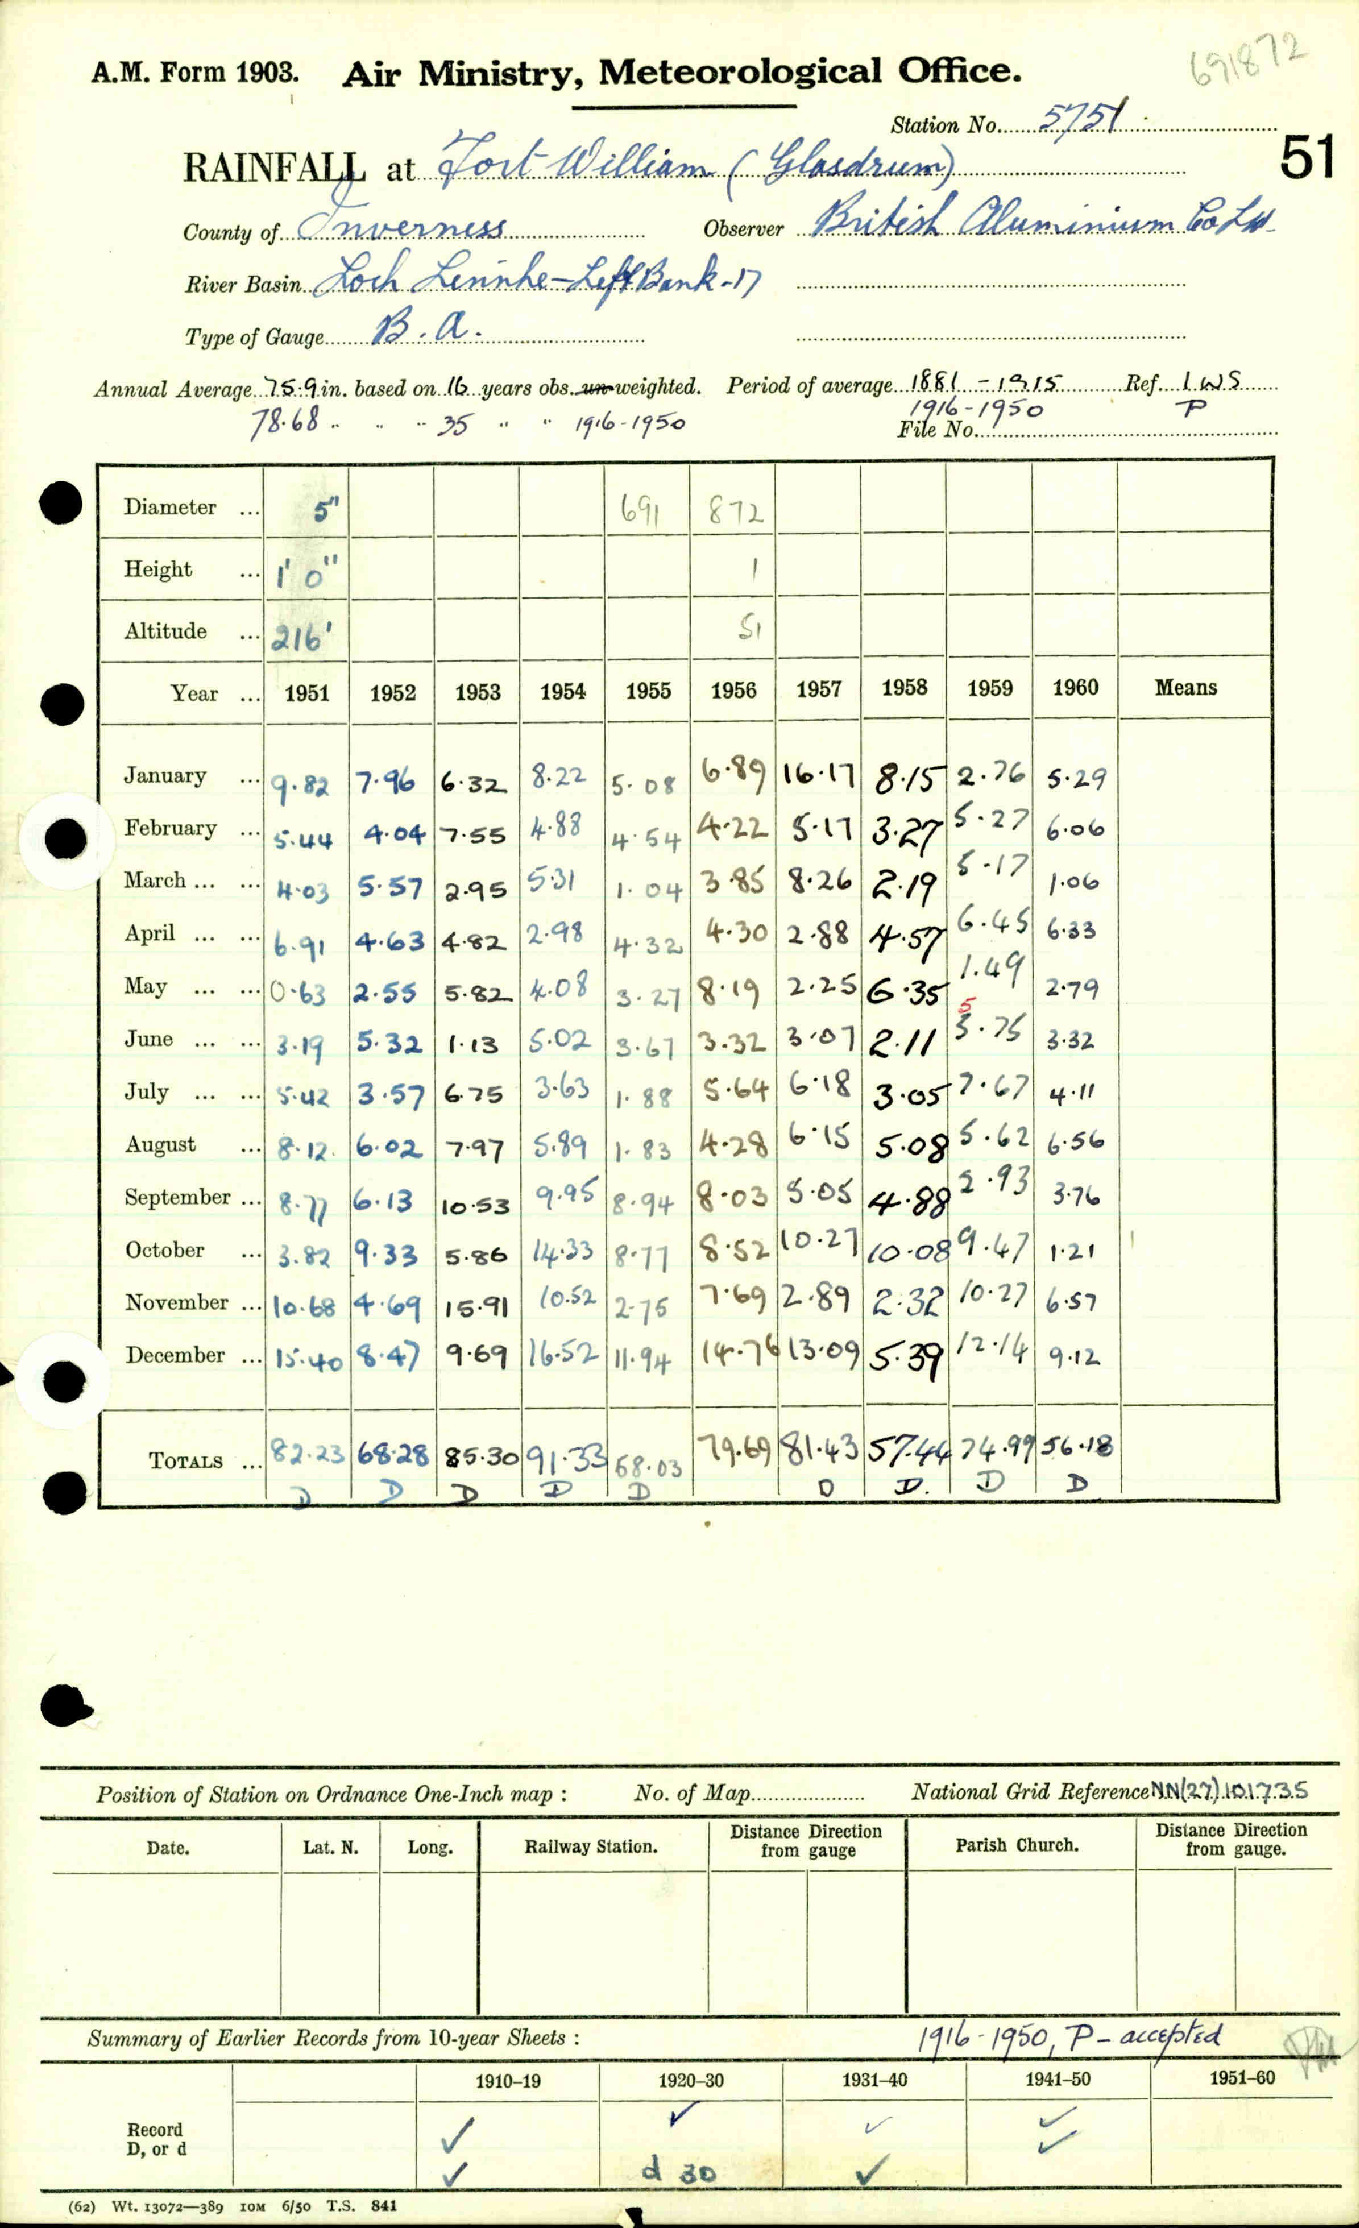 691872
A.M. Form 1903. Air Ministry, Meteorological Office.
Station No. 5751
51
RAINFALL at Fort William (Glasdrum)
County of Inverness Observer British Aluminium Co Ltd
River Basin Loch Linnhe - Left Bank - 17
Type of Gauge B.A.
Annual Average 75.9 in. based on 16 years obs. un-weighted. Period of average 1881-1915 Ref. I.W.S
78.68 " " " 35 " " 1916-1950 1916-1950 P
File No.
Diameter ... 5" 691 872
Height ... 1' 0" 1
Altitude ... 216' 51
Year ... 1951 1952 1953 1954 1955 1956 1957 1958 1959 1960 Means
January ... 9.82 7.96 6.32 8.22 5.08 6.89 16.17 8.15 2.76 5.29
February ... 5.44 4.04 7.55 4.88 4.54 4.22 5.17 3.27 5.27 6.06
March ... ... 4.03 5.57 2.95 5.31 1.04 3.85 8.26 2.19 5.17 1.06
April ... ... 6.91 4.63 4.82 2.98 4.32 4.30 2.88 4.57 6.45 6.33
May ... ... 0.63 2.55 5.82 4.08 3.27 8.19 2.25 6.35 1.49 2.79
5
June ... ... 3.19 5.32 1.13 5.02 3.67 3.32 3.07 2.11 5.75 3.32
July ... ... 5.42 3.57 6.75 3.63 1.88 5.64 6.18 3.05 7.67 4.11
August ... 8.12 6.02 7.97 5.89 1.83 4.28 6.15 5.08 5.62 6.56
September ... 8.77 6.13 10.53 9.95 8.94 8.03 5.05 4.88 2.93 3.76
October ... 3.82 9.33 5.86 14.33 8.77 8.52 10.27 10.08 9.47 1.21
November ... 10.68 4.69 15.91 10.52 2.75 7.69 2.89 2.32 10.27 6.57
December ... 15.40 8.47 9.69 16.52 11.94 14.76 13.09 5.39 12.14 9.12
TOTALS ... 82.23 68.28 85.30 91.33 58.03 79.69 81.43 57.44 74.99 56.18
D D D D D D D. D D
Position of Station on Ordnance One-Inch map : No. of Map National Grid Reference NN(27)101735
Date. Lat. N. Long. Railway Station. Distance Direction from gauge Parish Church. Distance Direction from gauge.
Summary of Earlier Records from 10-year Sheets : 1916-1950, P - accepted
1910–19 1920–30 1931–40 1941–50 1951–60
Record ✓ ✓ ✓ ✓
D, or d ✓ d 30 ✓ ✓
(62) Wt. 13072—389 10M 6/50 T.S. 841